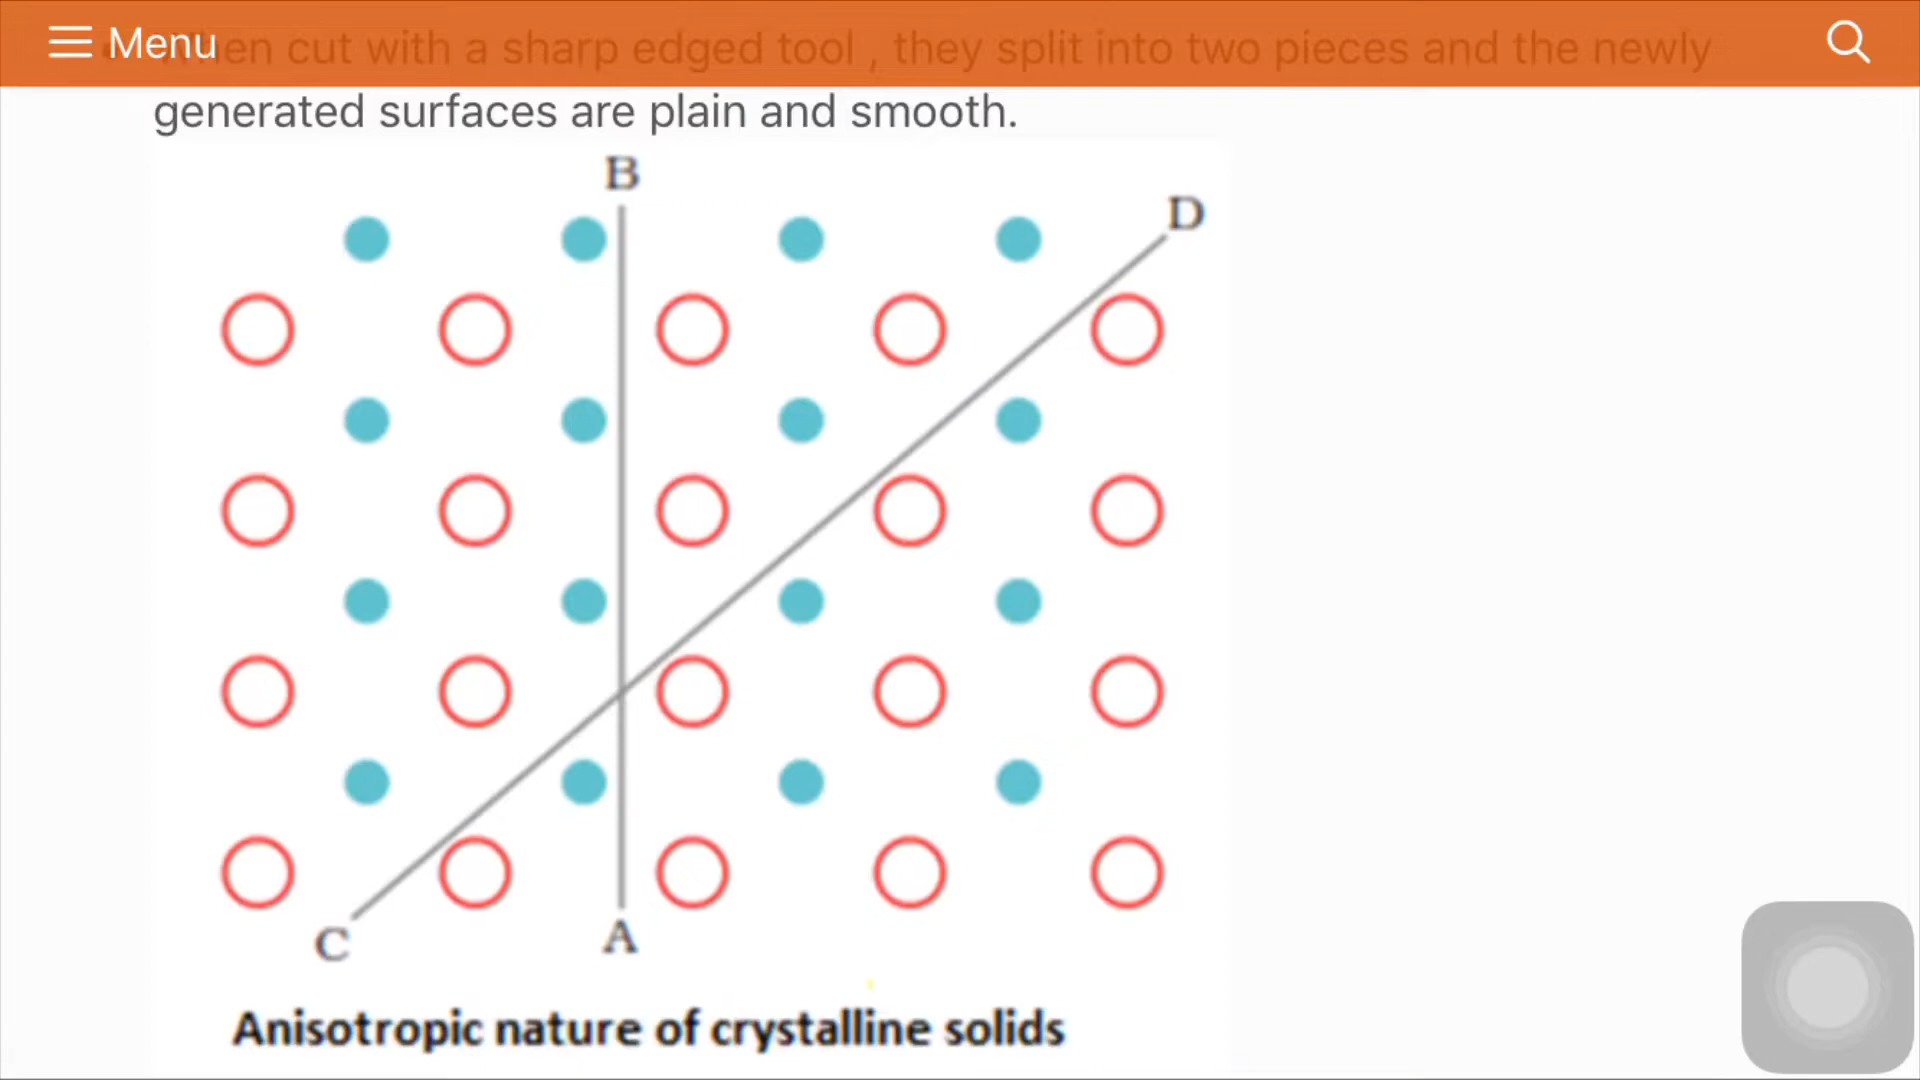 Menu
when cut with a sharp edged tool , they split into two pieces and the newly
generated surfaces are plain and smooth.
B
D
C
A
Anisotropic nature of crystalline solids